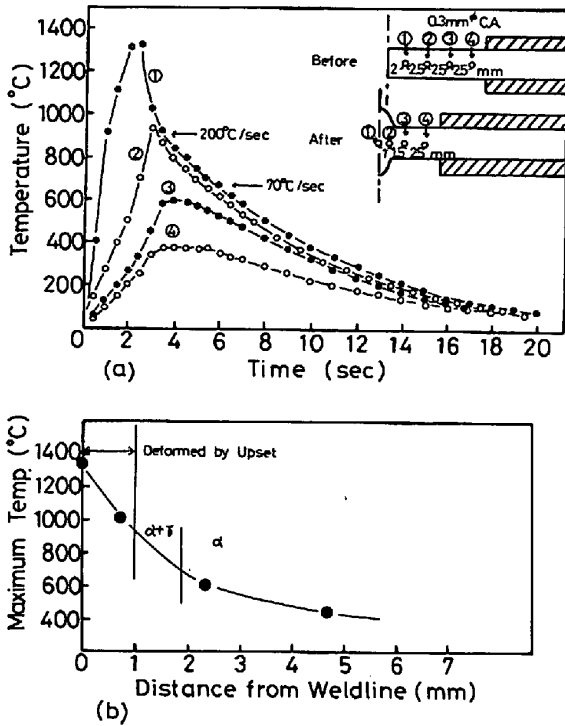 0.3mmφ C.A.
① ② ③ ④
Before
2 2.5 2.5 2.5 mm
After
① ② ③ ④
2.5 mm
Temperature (°C)
1400
1200
1000
800
600
400
200
①
②
③
④
200°C/sec
70°C/sec
0 2 4 6 8 10 12 14 16 18 20
(a) Time (sec)
Maximum Temp. (°C)
1400
1200
1000
800
600
400
Deformed by Upset
α+γ
α
0 1 2 3 4 5 6 7
Distance from Weldline (mm)
(b)